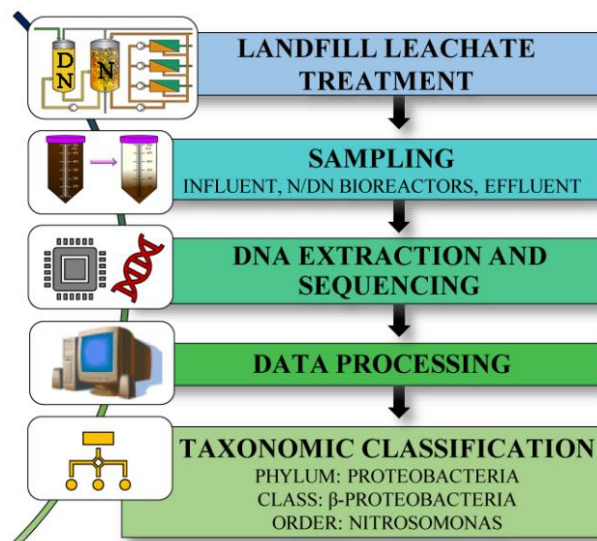 LANDFILL LEACHATE
TREATMENT
D
N
N
SAMPLING
INFLUENT, N/DN BIOREACTORS, EFFLUENT
DNA EXTRACTION AND
SEQUENCING
DATA PROCESSING
TAXONOMIC CLASSIFICATION
PHYLUM: PROTEOBACTERIA
CLASS: β-PROTEOBACTERIA
ORDER: NITROSOMONAS